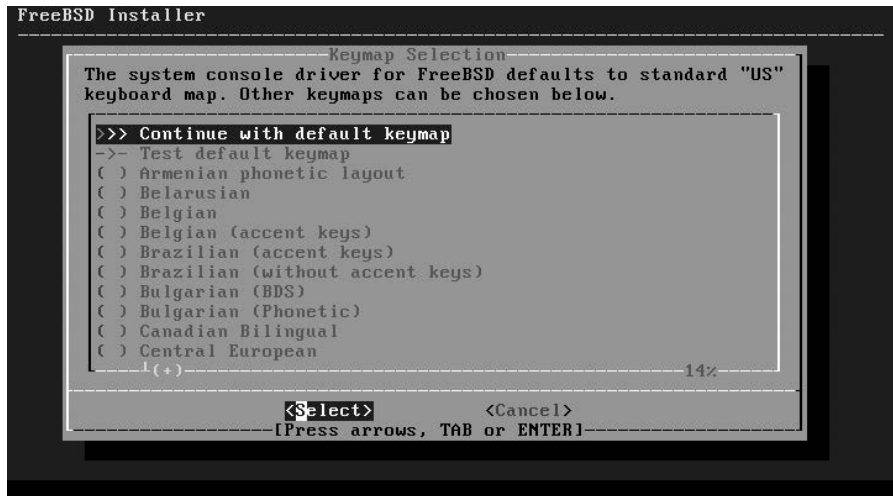 FreeBSD Installer
Keymap Selection
The system console driver for FreeBSD defaults to standard "US"
keyboard map. Other keymaps can be chosen below.
>>> Continue with default keymap
->- Test default keymap
( ) Armenian phonetic layout
( ) Belarusian
( ) Belgian
( ) Belgian (accent keys)
( ) Brazilian (accent keys)
( ) Brazilian (without accent keys)
( ) Bulgarian (BDS)
( ) Bulgarian (Phonetic)
( ) Canadian Bilingual
( ) Central European
(+) 14%
<Select> <Cancel>
[Press arrows, TAB or ENTER]